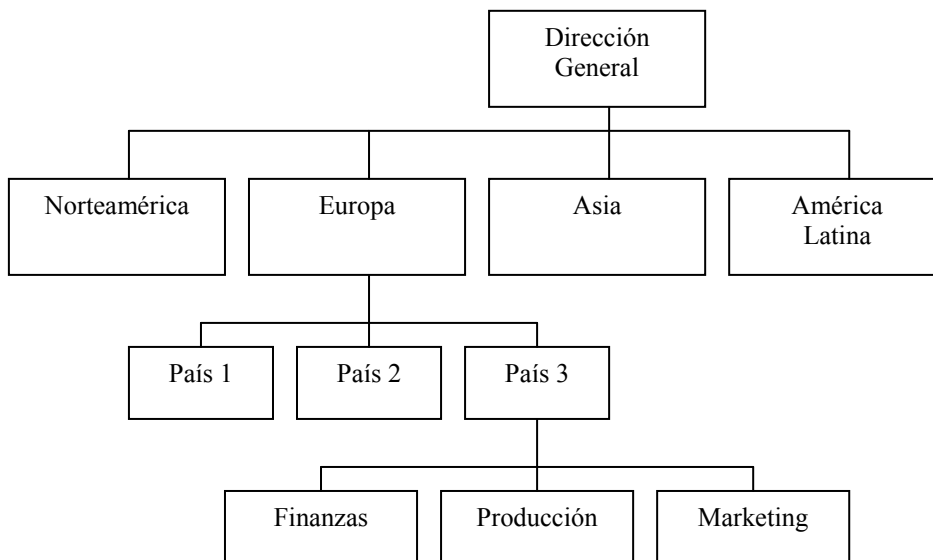 Dirección
General
Norteamérica
Europa
Asia
América
Latina
País 1
País 2
País 3
Finanzas
Producción
Marketing